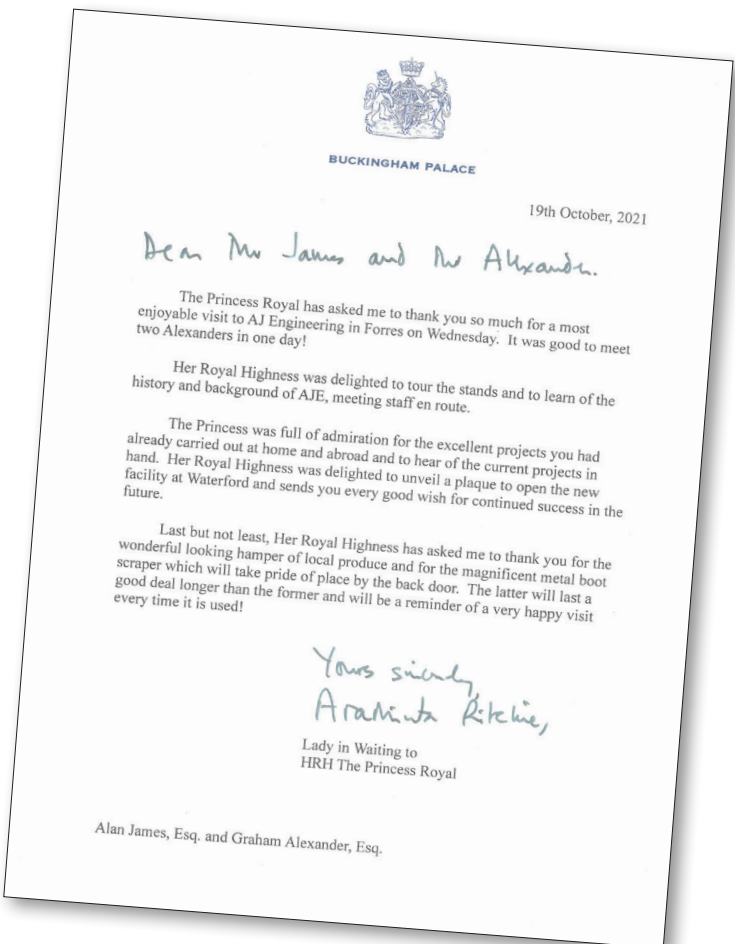 BUCKINGHAM PALACE
19th October, 2021
Dear Mr James and Mr Alexander.
The Princess Royal has asked me to thank you so much for a most
enjoyable visit to AJ Engineering in Forres on Wednesday. It was good to meet
two Alexanders in one day!
Her Royal Highness was delighted to tour the stands and to learn of the
history and background of AJE, meeting staff en route.
The Princess was full of admiration for the excellent projects you had
already carried out at home and abroad and to hear of the current projects in
hand. Her Royal Highness was delighted to unveil a plaque to open the new
facility at Waterford and sends you every good wish for continued success in the
future.
Last but not least, Her Royal Highness has asked me to thank you for the
wonderful looking hamper of local produce and for the magnificent metal boot
scraper which will take pride of place by the back door. The latter will last a
good deal longer than the former and will be a reminder of a very happy visit
every time it is used!
Yours sincerely,
Araminta Ritchie,
Lady in Waiting to
HRH The Princess Royal
Alan James, Esq. and Graham Alexander, Esq.